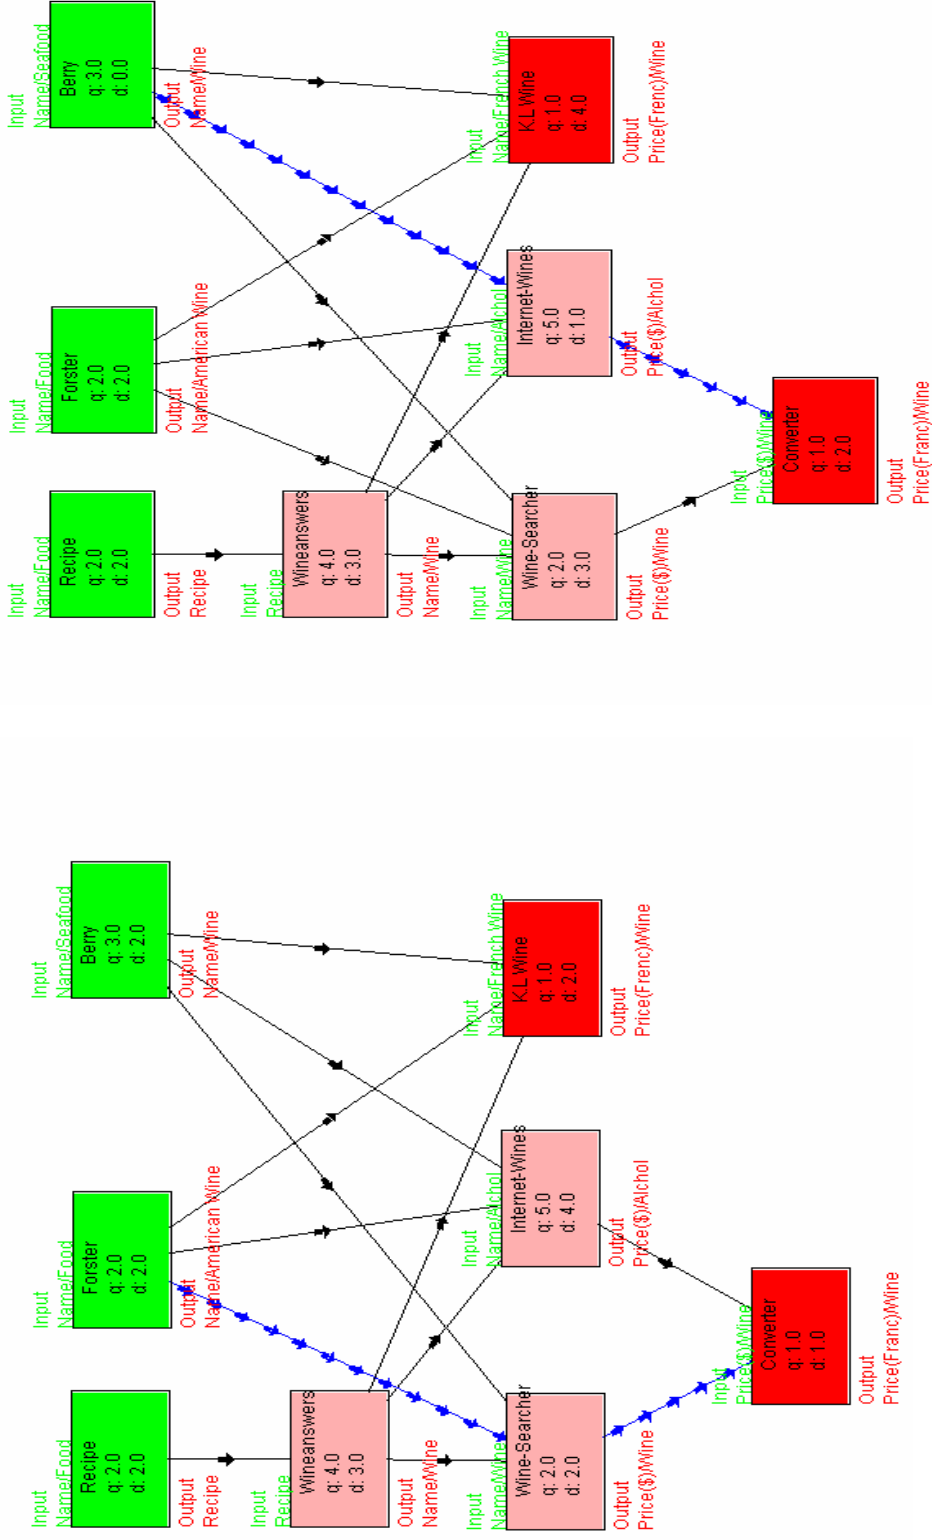 Input
Name/Food
Recipe
q: 2.0
d: 2.0
Output
Recipe
Input
Name/Food
Forster
q: 2.0
d: 2.0
Output
Name/American Wine
Input
Name/Seafood
Berry
q: 3.0
d: 0.0
Output
Name/Wine
Input
Recipe
Wineanswers
q: 4.0
d: 3.0
Output
Name/Wine
Input
Name/Wine
Wine-Searcher
q: 2.0
d: 3.0
Output
Price($)/Wine
Input
Name/Alchol
Internet-Wines
q: 5.0
d: 1.0
Output
Price($)/Alchol
Input
Name/French Wine
K.L.Wine
q: 1.0
d: 4.0
Output
Price(Frenc)/Wine
Input
Price($)/Wine
Converter
q: 1.0
d: 2.0
Output
Price(Franc)/Wine
Input
Name/Food
Recipe
q: 2.0
d: 2.0
Output
Recipe
Input
Name/Food
Forster
q: 2.0
d: 2.0
Output
Name/American Wine
Input
Name/Seafood
Berry
q: 3.0
d: 2.0
Output
Name/Wine
Input
Recipe
Wineanswers
q: 4.0
d: 3.0
Output
Name/Wine
Input
Name/Wine
Wine-Searcher
q: 2.0
d: 2.0
Output
Price($)/Wine
Input
Name/Alchol
Internet-Wines
q: 5.0
d: 4.0
Output
Price($)/Alchol
Input
Name/French Wine
K.L.Wine
q: 1.0
d: 2.0
Output
Price(Frenc)/Wine
Input
Price($)/Wine
Converter
q: 1.0
d: 1.0
Output
Price(Franc)/Wine